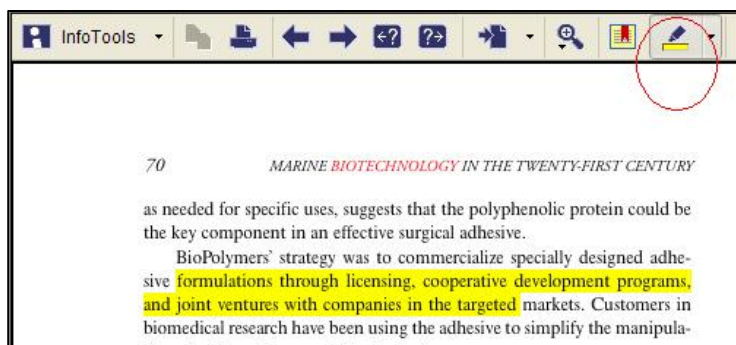 InfoTools
70 MARINE BIOTECHNOLOGY IN THE TWENTY-FIRST CENTURY
as needed for specific uses, suggests that the polyphenolic protein could be
the key component in an effective surgical adhesive.
BioPolymers' strategy was to commercialize specially designed adhe-
sive formulations through licensing, cooperative development programs,
and joint ventures with companies in the targeted markets. Customers in
biomedical research have been using the adhesive to simplify the manipula-